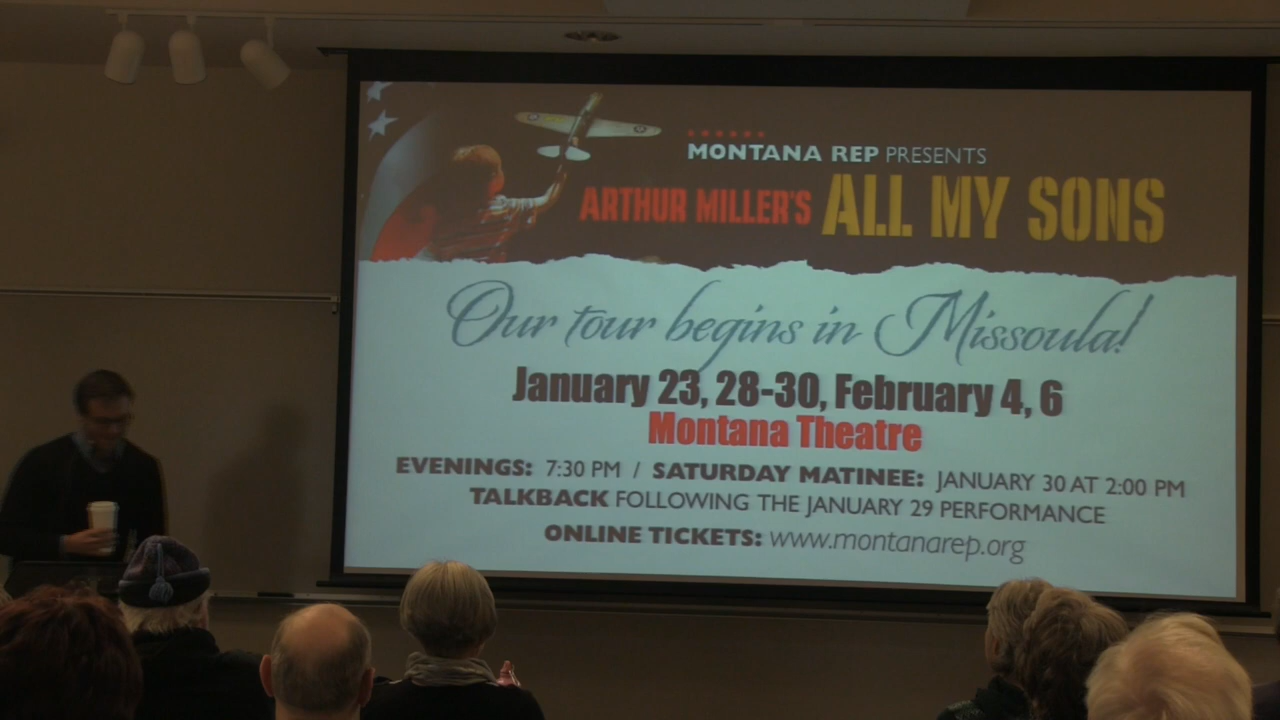 MONTANA REP PRESENTS
ARTHUR MILLER'S ALL MY SONS
Our tour begins in Missoula!
January 23, 28-30, February 4, 6
Montana Theatre
EVENINGS: 7:30 PM / SATURDAY MATINEE: JANUARY 30 AT 2:00 PM
TALKBACK FOLLOWING THE JANUARY 29 PERFORMANCE
ONLINE TICKETS: www.montanarep.org